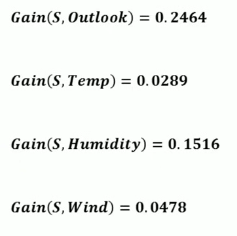 Gain(S, Outlook) = 0.2464
Gain(S, Temp) = 0.0289
Gain(S, Humidity) = 0.1516
Gain(S, Wind) = 0.0478